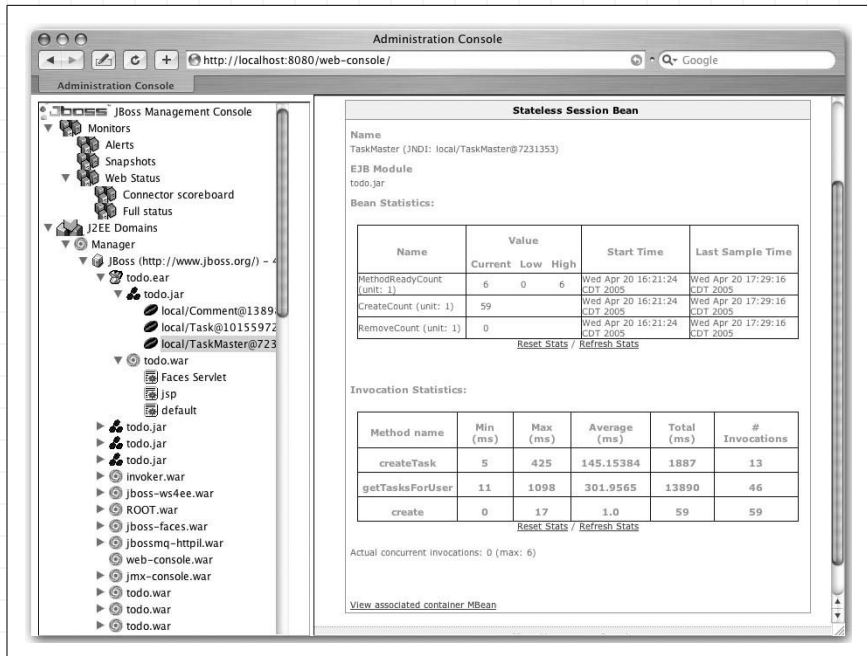 Administration Console
http://localhost:8080/web-console/
Google
Administration Console
JBoss JBoss Management Console
Monitors
Alerts
Snapshots
Web Status
Connector scoreboard
Full status
J2EE Domains
Manager
JBoss (http://www.jboss.org/) - 4
todo.ear
todo.jar
local/Comment@1389
local/Task@10155972
local/TaskMaster@723
todo.war
Faces Servlet
jsp
default
todo.jar
todo.jar
todo.jar
invoker.war
jboss-ws4ee.war
ROOT.war
jboss-faces.war
jbossmq-httpil.war
web-console.war
jmx-console.war
todo.war
todo.war
todo.war
Stateless Session Bean
Name
TaskMaster (JNDI: local/TaskMaster@7231353)
EJB Module
todo.jar
Bean Statistics:
Name Value Start Time Last Sample Time
Current Low High
MethodReadyCount (unit: 1) 6 0 6 Wed Apr 20 16:21:24 CDT 2005 Wed Apr 20 17:29:16 CDT 2005
CreateCount (unit: 1) 59 Wed Apr 20 16:21:24 CDT 2005 Wed Apr 20 17:29:16 CDT 2005
RemoveCount (unit: 1) 0 Wed Apr 20 16:21:24 CDT 2005 Wed Apr 20 17:29:16 CDT 2005
Reset Stats / Refresh Stats
Invocation Statistics:
Method name Min (ms) Max (ms) Average (ms) Total (ms) # Invocations
createTask 5 425 145.15384 1887 13
getTasksForUser 11 1098 301.9565 13890 46
create 0 17 1.0 59 59
Reset Stats / Refresh Stats
Actual concurrent invocations: 0 (max: 6)
View associated container MBean